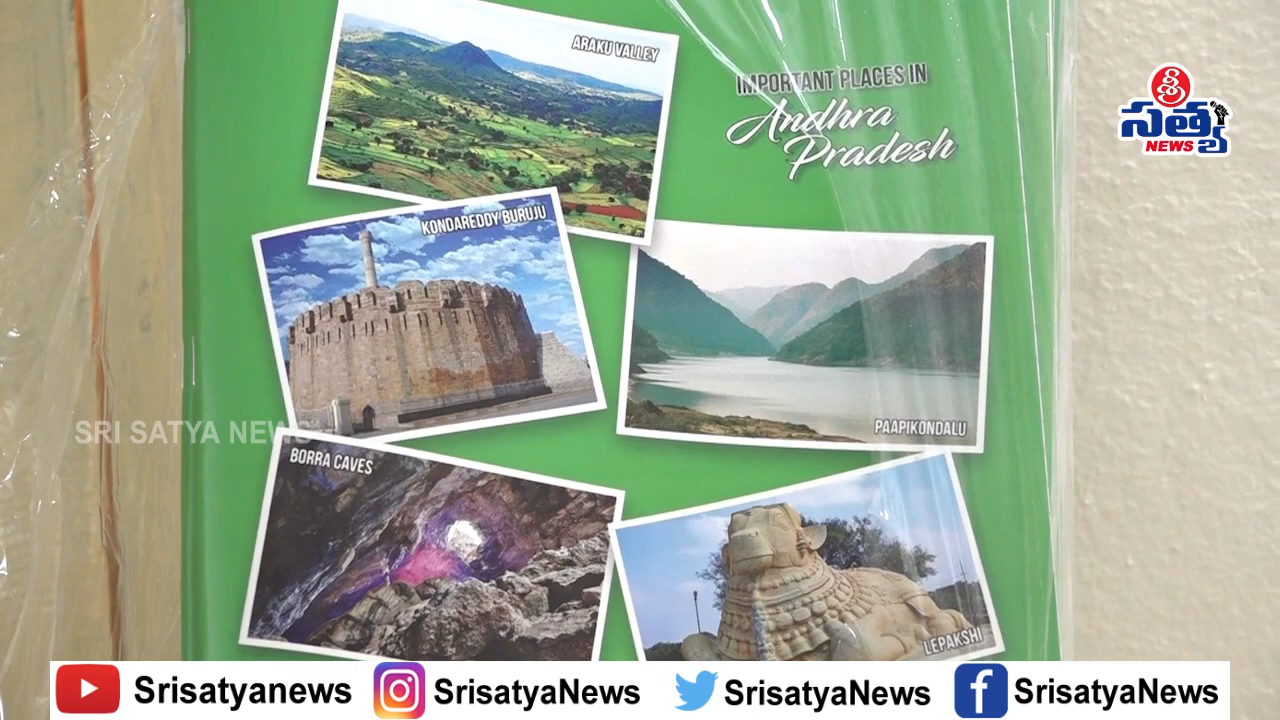 ARAKU VALLEY
IMPORTANT PLACES IN
Andhra
Pradesh
శ్రీ
సత్య
NEWS
KONDAREDDY BURUJU
PAAPIKONDALU
SRI SATYA NEWS
BORRA CAVES
LEPAKSHI
Srisatyanews
SrisatyaNews
SrisatyaNews
SrisatyaNews